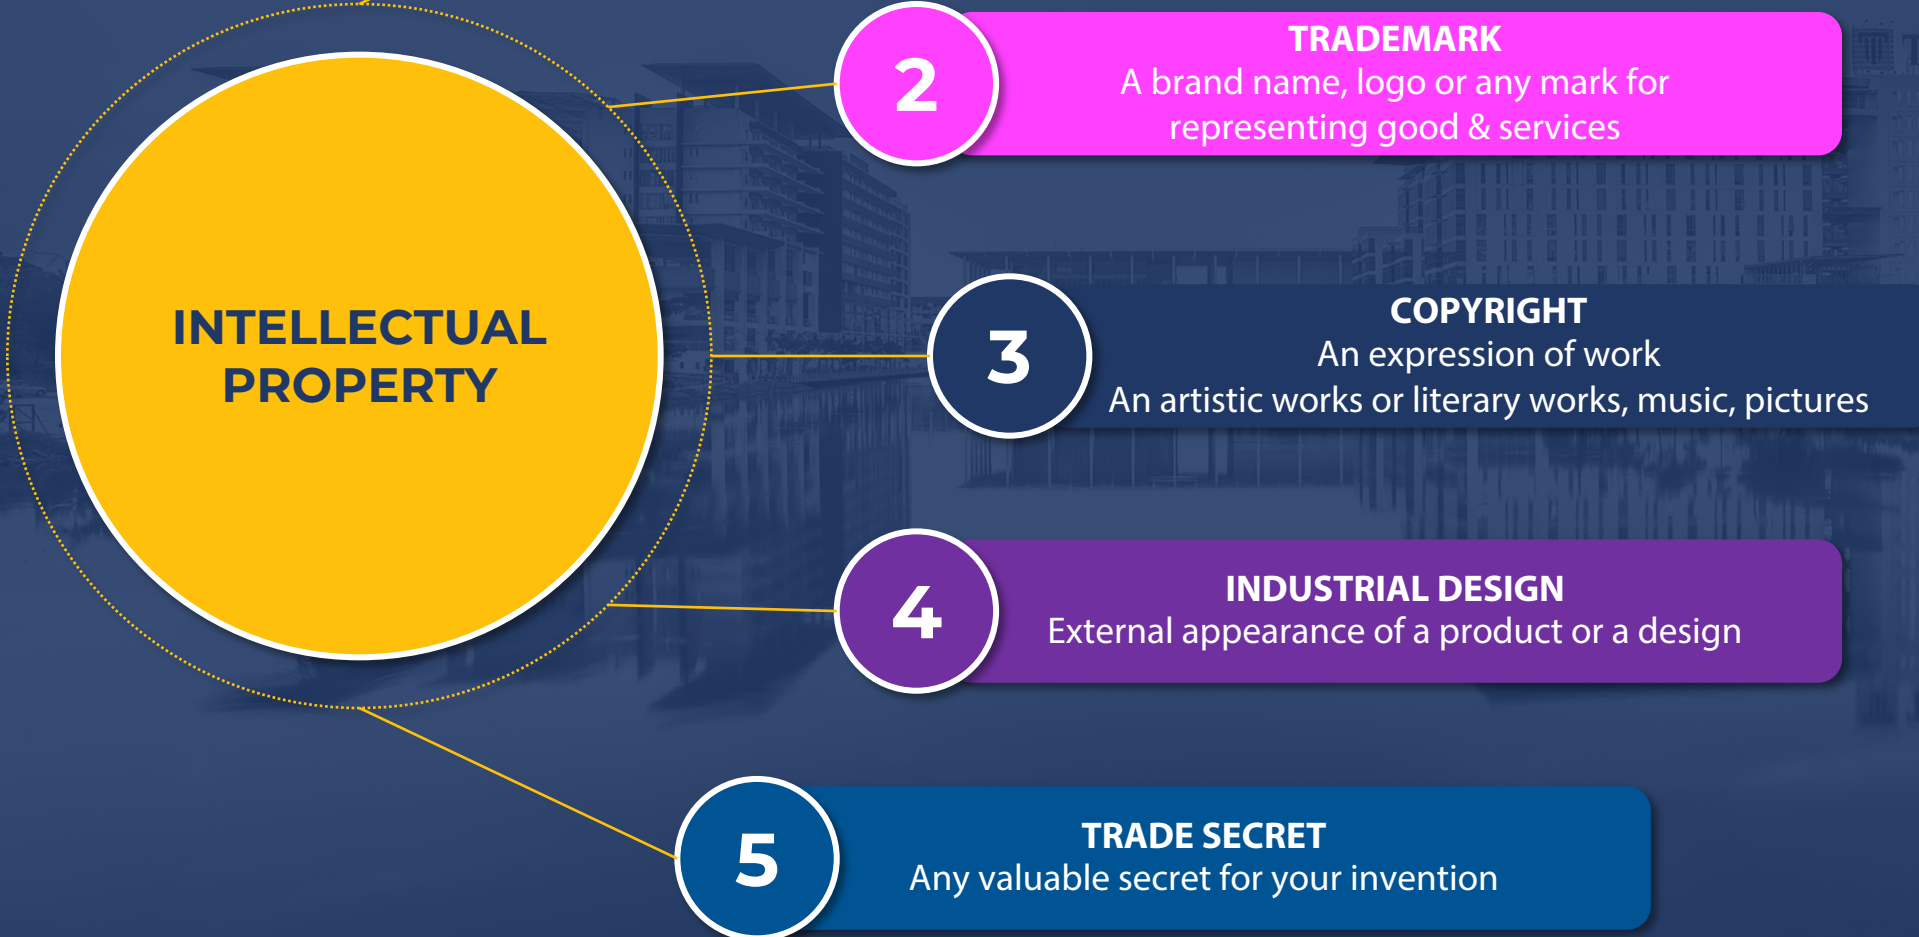 INTELLECTUAL
PROPERTY
2
TRADEMARK
A brand name, logo or any mark for
representing good & services
3
COPYRIGHT
An expression of work
An artistic works or literary works, music, pictures
4
INDUSTRIAL DESIGN
External appearance of a product or a design
5
TRADE SECRET
Any valuable secret for your invention